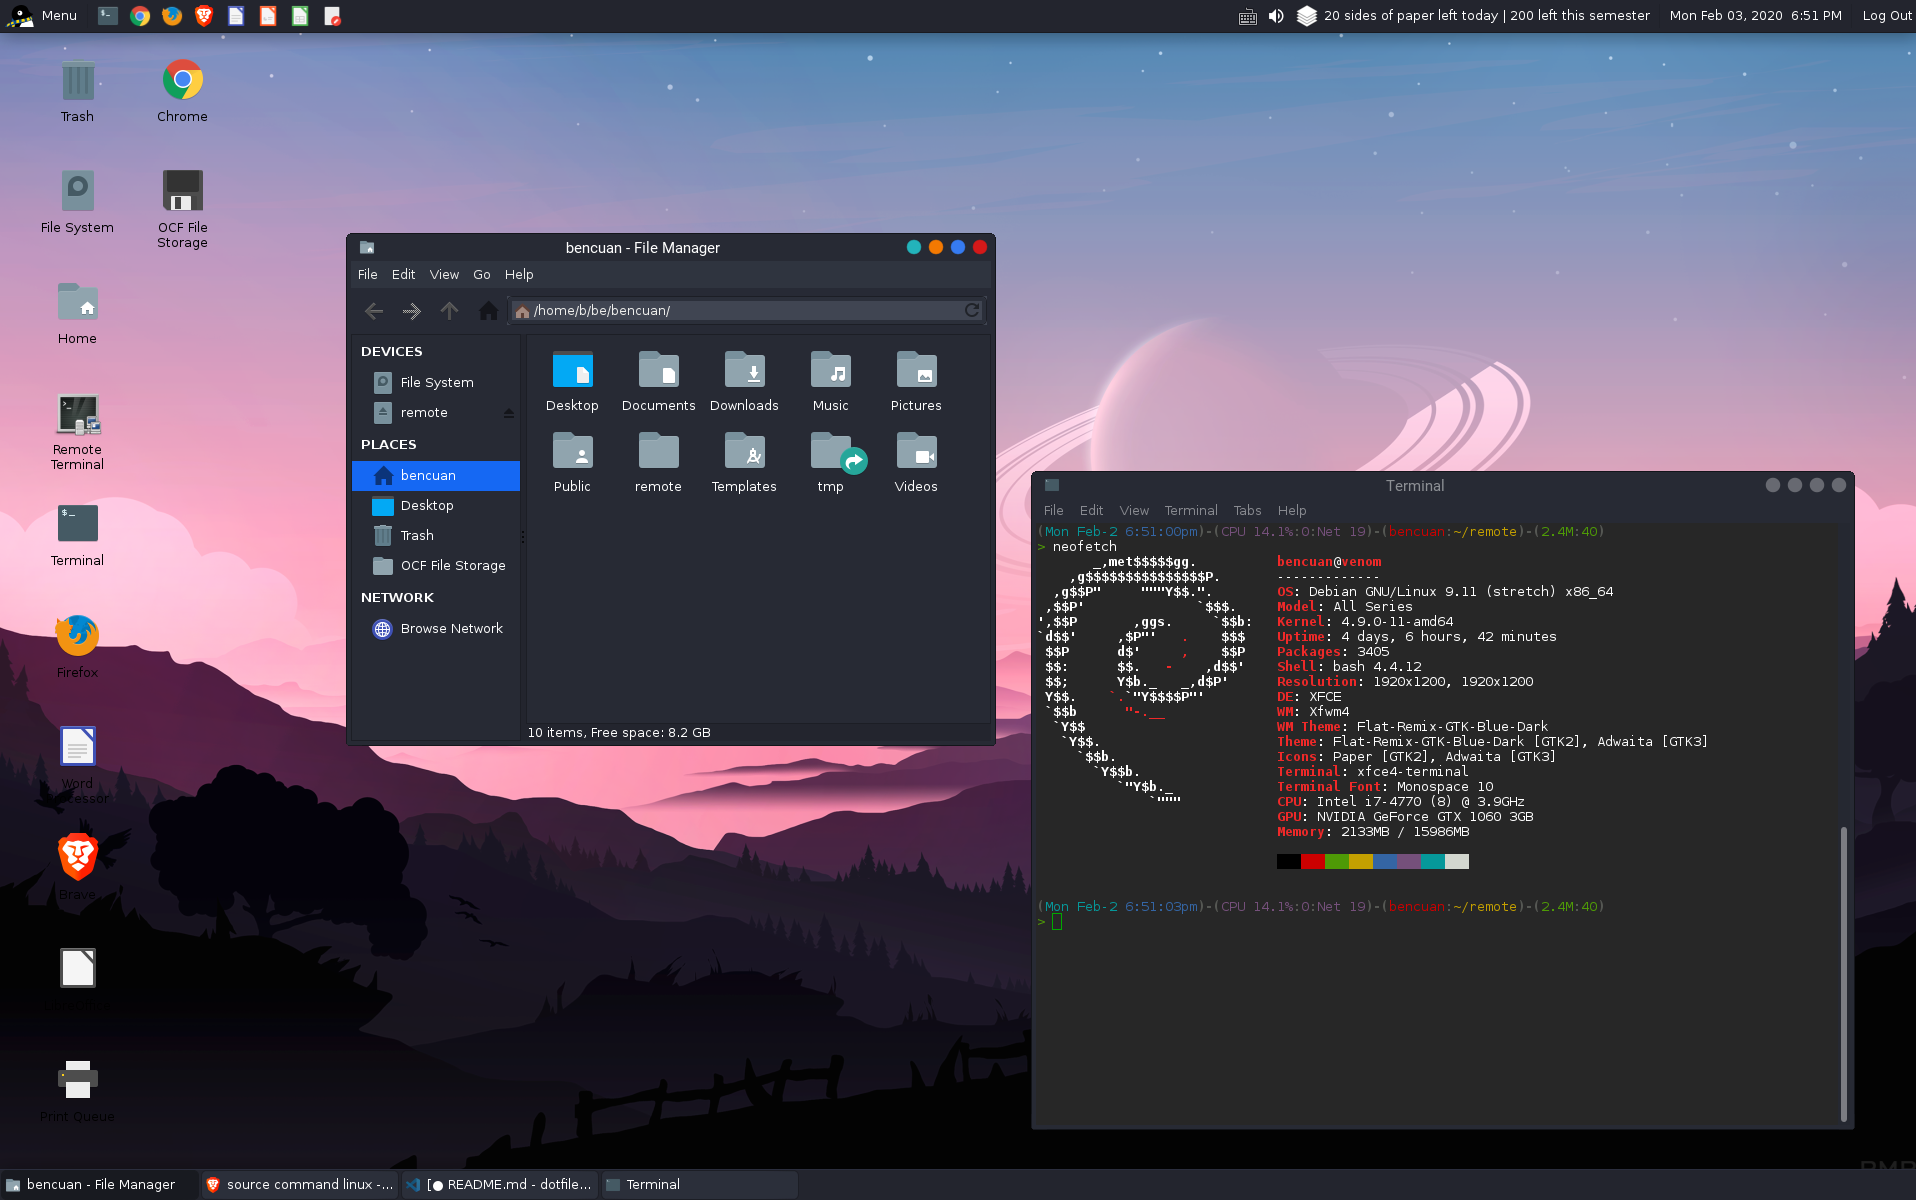 Menu
20 sides of paper left today | 200 left this semester
Mon Feb 03, 2020 6:51 PM
Log Out
Trash
Chrome
File System
OCF File
Storage
Home
Remote
Terminal
Terminal
Firefox
Word
Brave
Print Queue
bencuan - File Manager
File Edit View Go Help
/home/b/be/bencuan/
DEVICES
File System
remote
PLACES
bencuan
Desktop
Trash
OCF File Storage
NETWORK
Browse Network
Desktop Documents Downloads Music Pictures
Public remote Templates tmp Videos
10 items, Free space: 8.2 GB
Terminal
File Edit View Terminal Tabs Help
(Mon Feb-2 6:51:00pm)-(CPU 14.1%:0:Net 19)-(bencuan:~/remote)-(2.4M:40)
> neofetch
bencuan@venom
-------------
OS: Debian GNU/Linux 9.11 (stretch) x86_64
Model: All Series
Kernel: 4.9.0-11-amd64
Uptime: 4 days, 6 hours, 42 minutes
Packages: 3405
Shell: bash 4.4.12
Resolution: 1920x1200, 1920x1200
DE: XFCE
WM: Xfwm4
WM Theme: Flat-Remix-GTK-Blue-Dark
Theme: Flat-Remix-GTK-Blue-Dark [GTK2], Adwaita [GTK3]
Icons: Paper [GTK2], Adwaita [GTK3]
Terminal: xfce4-terminal
Terminal Font: Monospace 10
CPU: Intel i7-4770 (8) @ 3.9GHz
GPU: NVIDIA GeForce GTX 1060 3GB
Memory: 2133MB / 15986MB
(Mon Feb-2 6:51:03pm)-(CPU 14.1%:0:Net 19)-(bencuan:~/remote)-(2.4M:40)
>
bencuan - File Manager
source command linux -...
[● README.md - dotfile...
Terminal